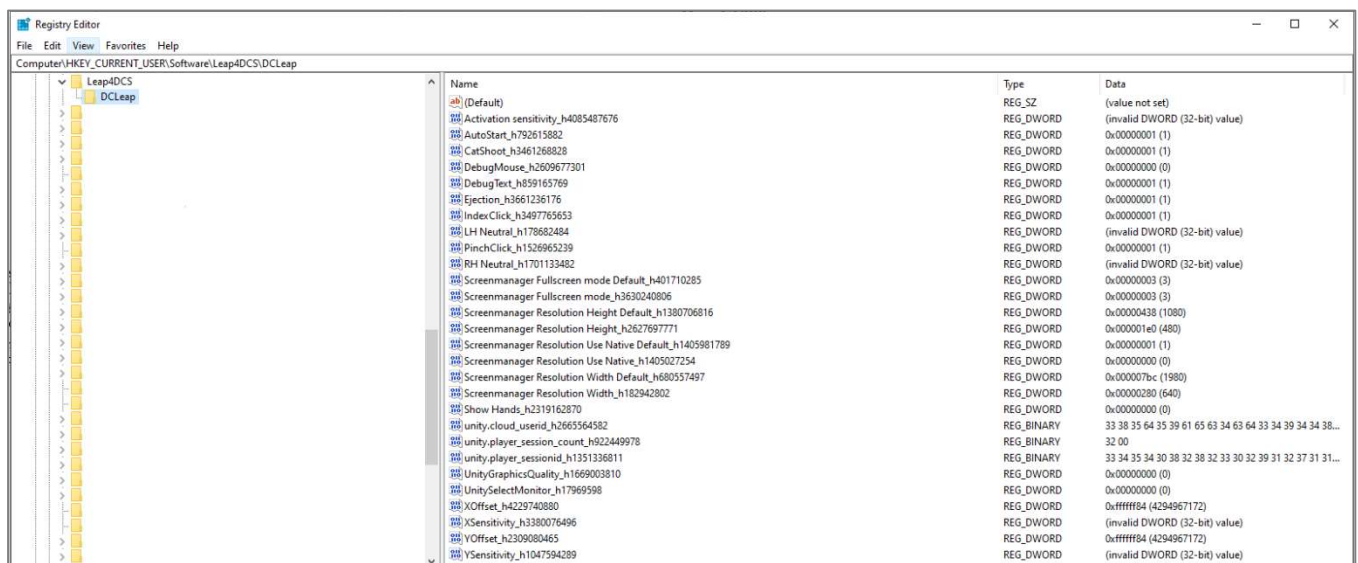 Registry Editor
File Edit View Favorites Help
Computer\HKEY_CURRENT_USER\Software\Leap4DCS\DCLeap
Leap4DCS
DCLeap
Name Type Data
(Default) REG_SZ (value not set)
Activation sensitivity_h4085487676 REG_DWORD (invalid DWORD (32-bit) value)
AutoStart_h792615882 REG_DWORD 0x00000001 (1)
CatShoot_h3461268828 REG_DWORD 0x00000001 (1)
DebugMouse_h2609677301 REG_DWORD 0x00000000 (0)
DebugText_h859165769 REG_DWORD 0x00000001 (1)
Ejection_h3661236176 REG_DWORD 0x00000001 (1)
IndexClick_h3497765653 REG_DWORD 0x00000001 (1)
LH Neutral_h178682484 REG_DWORD (invalid DWORD (32-bit) value)
PinchClick_h1526965239 REG_DWORD 0x00000001 (1)
RH Neutral_h1701133482 REG_DWORD (invalid DWORD (32-bit) value)
Screenmanager Fullscreen mode Default_h401710285 REG_DWORD 0x00000003 (3)
Screenmanager Fullscreen mode_h3630240806 REG_DWORD 0x00000003 (3)
Screenmanager Resolution Height Default_h1380706816 REG_DWORD 0x00000438 (1080)
Screenmanager Resolution Height_h2627697771 REG_DWORD 0x000001e0 (480)
Screenmanager Resolution Use Native Default_h1405981789 REG_DWORD 0x00000001 (1)
Screenmanager Resolution Use Native_h1405027254 REG_DWORD 0x00000000 (0)
Screenmanager Resolution Width Default_h680557497 REG_DWORD 0x000007bc (1980)
Screenmanager Resolution Width_h182942802 REG_DWORD 0x00000280 (640)
Show Hands_h2319162870 REG_DWORD 0x00000000 (0)
unity.cloud_userid_h2665564582 REG_BINARY 33 38 35 64 35 39 61 65 63 34 63 64 33 34 39 34 34 38...
unity.player_session_count_h922449978 REG_BINARY 32 00
unity.player_sessionid_h1351336811 REG_BINARY 33 34 35 34 30 38 32 38 32 33 30 32 39 31 32 37 31 31...
UnityGraphicsQuality_h1669003810 REG_DWORD 0x00000000 (0)
UnitySelectMonitor_h17969598 REG_DWORD 0x00000000 (0)
XOffset_h4229740880 REG_DWORD 0xffffff84 (4294967172)
XSensitivity_h3380076496 REG_DWORD (invalid DWORD (32-bit) value)
YOffset_h2309080465 REG_DWORD 0xffffff84 (4294967172)
YSensitivity_h1047594289 REG_DWORD (invalid DWORD (32-bit) value)